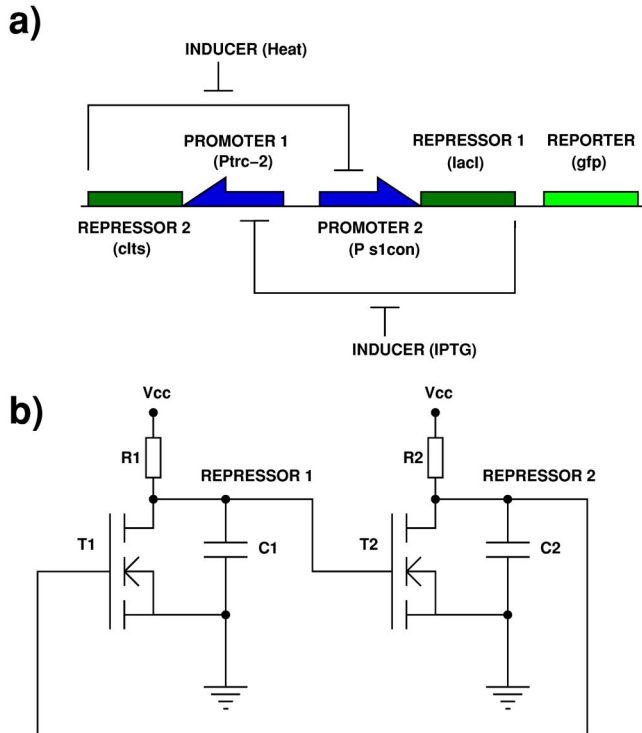 a)
INDUCER (Heat)
PROMOTER 1
(Ptrc-2)
REPRESSOR 1
(lacI)
REPORTER
(gfp)
REPRESSOR 2
(cIts)
PROMOTER 2
(P s1con)
INDUCER (IPTG)
b)
Vcc
Vcc
R1
REPRESSOR 1
R2
REPRESSOR 2
T1
C1
T2
C2